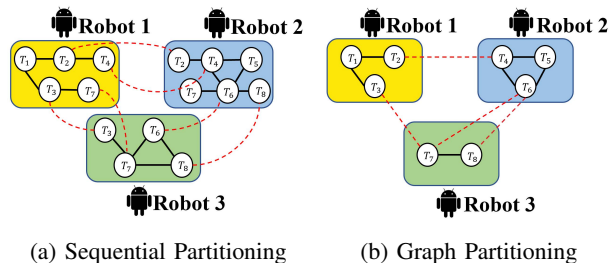 Robot 1 Robot 2 Robot 1 Robot 2
T1 T2 T4 T2 T4 T5 T1 T2 T4 T5
T3 T7 T7 T6 T8 T3 T6
T3 T6 T7 T8
T7 T8
Robot 3 Robot 3
(a) Sequential Partitioning (b) Graph Partitioning